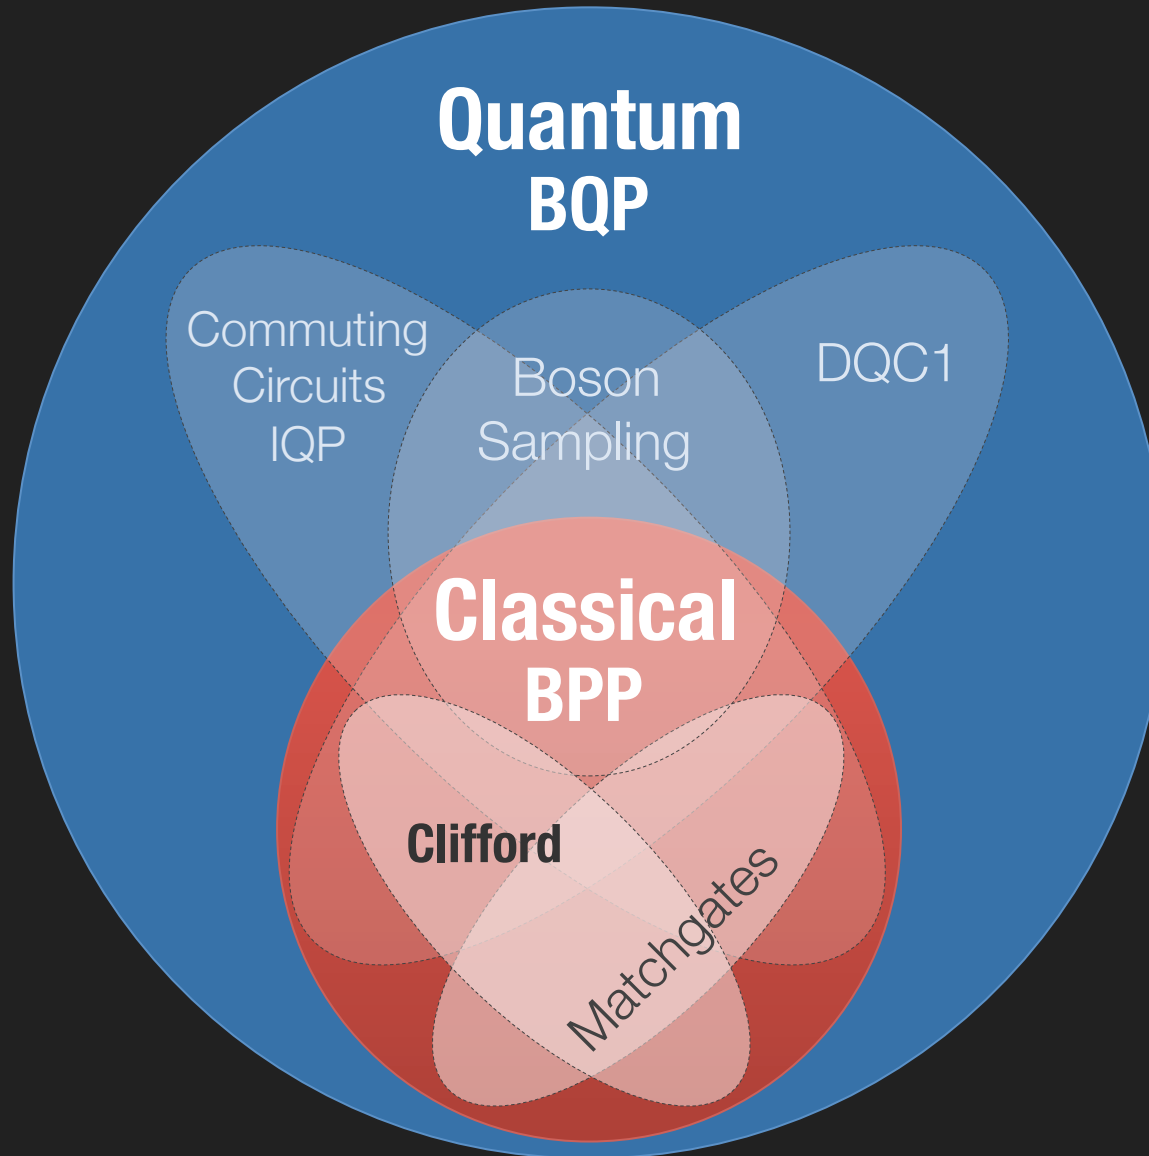 Quantum
BQP
Commuting
Circuits
IQP
Boson
Sampling
DQC1
Classical
BPP
Clifford
Matchgates